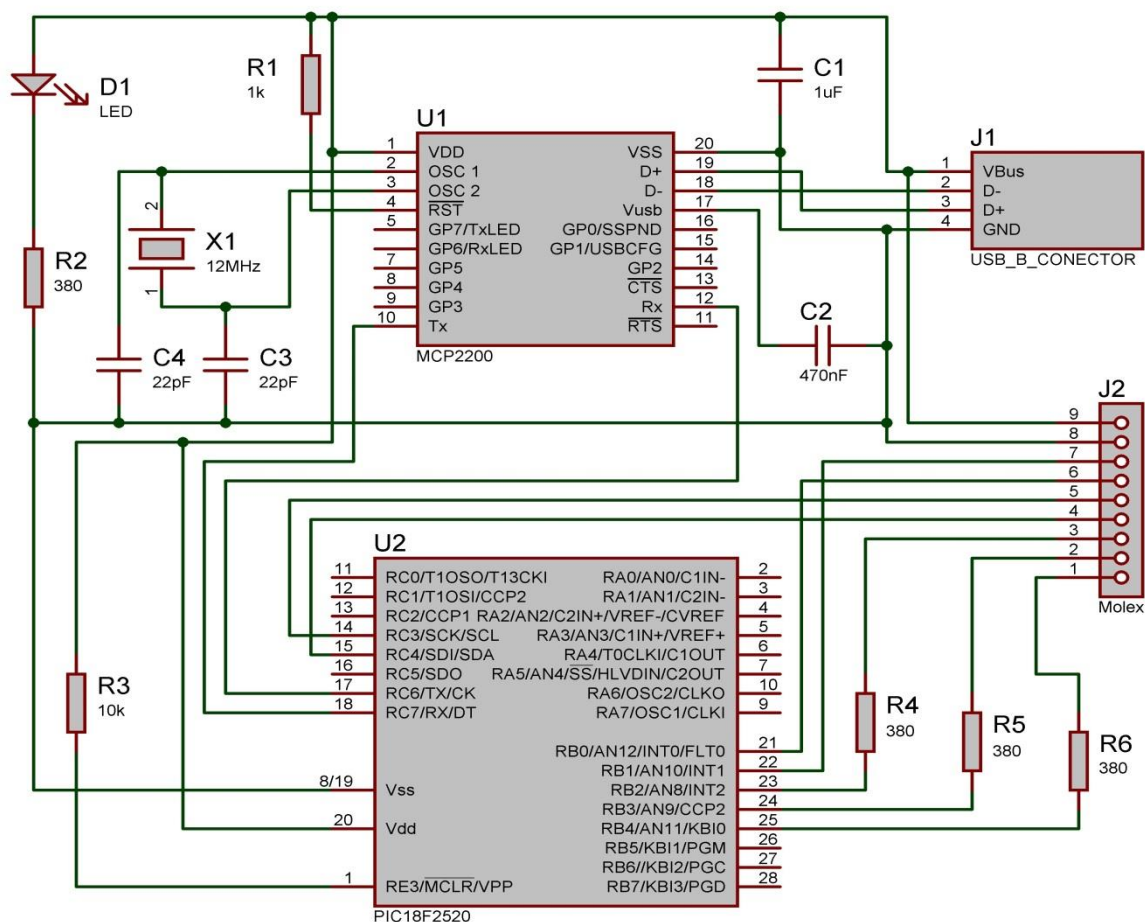 D1
LED
R1
1k
C1
1uF
U1
J1
1 VDD VSS 20
2 OSC 1 D+ 19
3 OSC 2 D- 18
4 RST Vusb 17
5 GP7/TxLED GP0/SSPND 16
GP6/RxLED GP1/USBCFG 15
7 GP5 GP2 14
8 GP4 CTS 13
9 GP3 Rx 12
10 Tx RTS 11
MCP2200
1 VBus
2 D-
3 D+
4 GND
USB_B_CONECTOR
2
X1
12MHz
1
R2
380
C4
22pF
C3
22pF
C2
470nF
J2
9
8
7
6
5
4
3
2
1
Molex
U2
11 RC0/T1OSO/T13CKI RA0/AN0/C1IN- 2
12 RC1/T1OSI/CCP2 RA1/AN1/C2IN- 3
13 RC2/CCP1 RA2/AN2/C2IN+/VREF-/CVREF 4
14 RC3/SCK/SCL RA3/AN3/C1IN+/VREF+ 5
15 RC4/SDI/SDA RA4/T0CLKI/C1OUT 6
16 RC5/SDO RA5/AN4/SS/HLVDIN/C2OUT 7
17 RC6/TX/CK RA6/OSC2/CLKO 10
18 RC7/RX/DT RA7/OSC1/CLKI 9
RB0/AN12/INT0/FLT0 21
RB1/AN10/INT1 22
8/19 Vss RB2/AN8/INT2 23
RB3/AN9/CCP2 24
20 Vdd RB4/AN11/KBI0 25
RB5/KBI1/PGM 26
RB6//KBI2/PGC 27
1 RE3/MCLR/VPP RB7/KBI3/PGD 28
PIC18F2520
R3
10k
R4
380
R5
380
R6
380